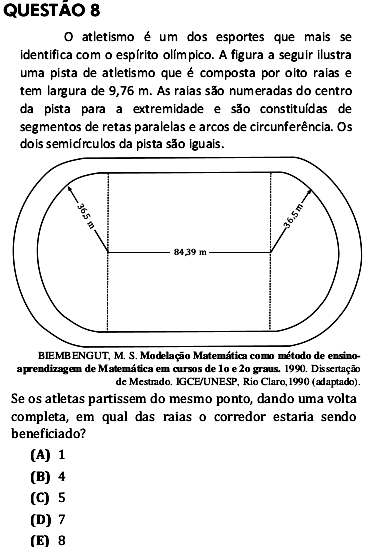 QUESTÃO 8
O atletismo é um dos esportes que mais se
identifica com o espírito olímpico. A figura a seguir ilustra
uma pista de atletismo que é composta por oito raias e
tem largura de 9,76 m. As raias são numeradas do centro
da pista para a extremidade e são constituídas de
segmentos de retas paralelas e arcos de circunferência. Os
dois semicírculos da pista são iguais.
36,5 m
36,5 m
84,39 m
BIEMBENGUT, M. S. Modelação Matemática como método de ensino-
aprendizagem de Matemática em cursos de 1o e 2o graus. 1990. Dissertação
de Mestrado. IGCE/UNESP, Rio Claro,1990 (adaptado).
Se os atletas partissem do mesmo ponto, dando uma volta
completa, em qual das raias o corredor estaria sendo
beneficiado?
(A) 1
(B) 4
(C) 5
(D) 7
(E) 8